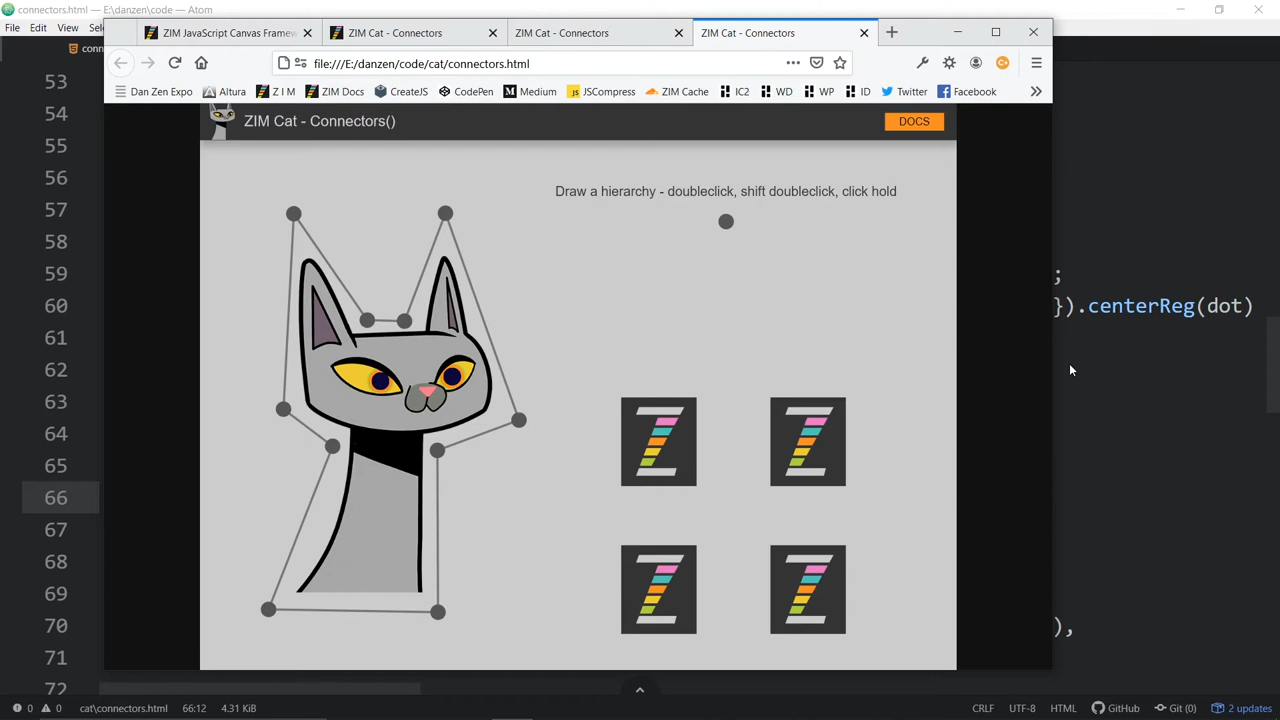 connectors.html — E:\danzen\code — Atom
File Edit View Sele
conn
ZIM JavaScript Canvas Framew
ZIM Cat - Connectors
ZIM Cat - Connectors
ZIM Cat - Connectors
file:///E:/danzen/code/cat/connectors.html
Dan Zen Expo Altura Z I M ZIM Docs CreateJS CodePen Medium JSCompress ZIM Cache IC2 WD WP ID Twitter Facebook
ZIM Cat - Connectors()
DOCS
Draw a hierarchy - doubleclick, shift doubleclick, click hold
53
54
55
56
57
58
59 ;
60 }).centerReg(dot)
61
62
63
64
65
66
67
68
69
70 ),
71
72
0 0 cat\connectors.html 66:12 4.31 KiB CRLF UTF-8 HTML GitHub Git (0) 2 updates